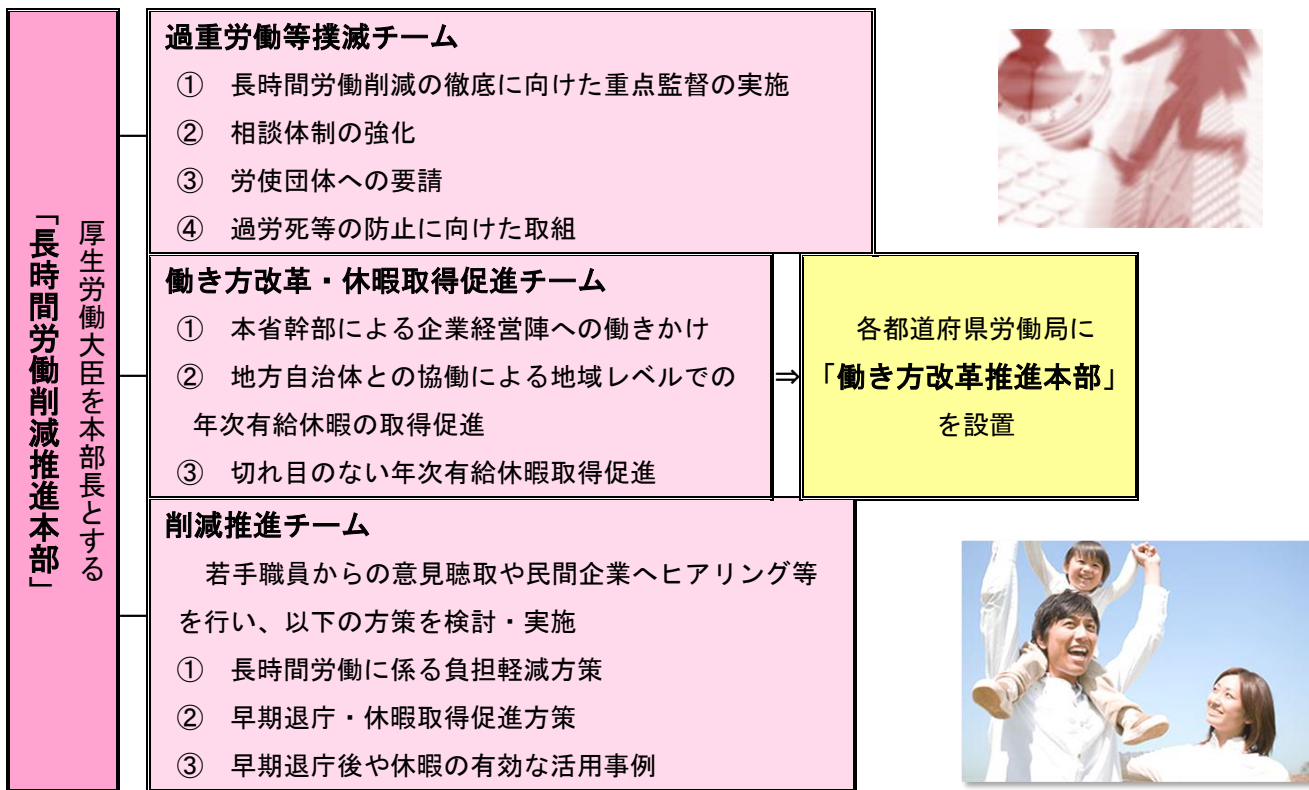 厚生労働大臣を本部長とする
「長時間労働削減推進本部」
過重労働等撲滅チーム
① 長時間労働削減の徹底に向けた重点監督の実施
② 相談体制の強化
③ 労使団体への要請
④ 過労死等の防止に向けた取組
働き方改革・休暇取得促進チーム
① 本省幹部による企業経営陣への働きかけ
② 地方自治体との協働による地域レベルでの
年次有給休暇の取得促進
③ 切れ目のない年次有給休暇取得促進
⇒
各都道府県労働局に
「働き方改革推進本部」
を設置
削減推進チーム
若手職員からの意見聴取や民間企業へヒアリング等
を行い、以下の方策を検討・実施
① 長時間労働に係る負担軽減方策
② 早期退庁・休暇取得促進方策
③ 早期退庁後や休暇の有効な活用事例